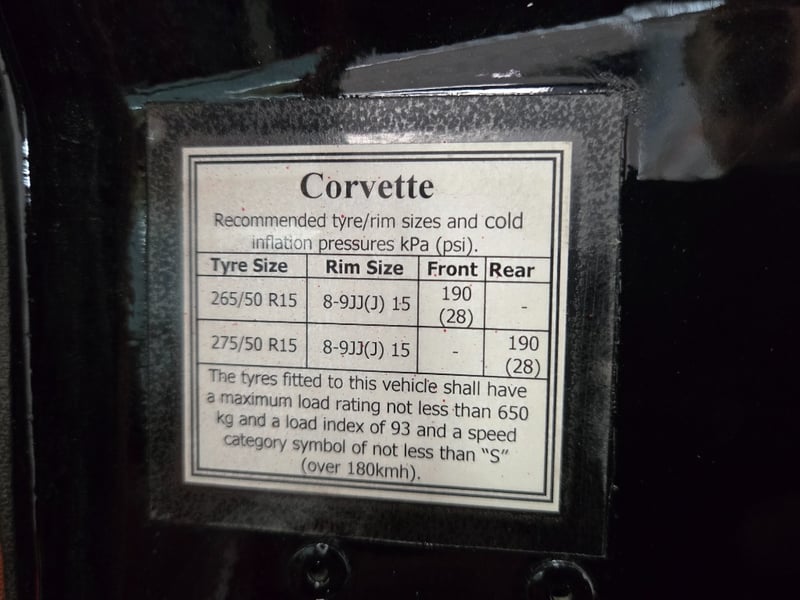 Corvette
Recommended tyre/rim sizes and cold
inflation pressures kPa (psi).
Tyre Size Rim Size Front Rear
265/50 R15 8-9JJ(J) 15 190 (28) -
275/50 R15 8-9JJ(J) 15 - 190 (28)
The tyres fitted to this vehicle shall have
a maximum load rating not less than 650
kg and a load index of 93 and a speed
category symbol of not less than "S"
(over 180kmh).